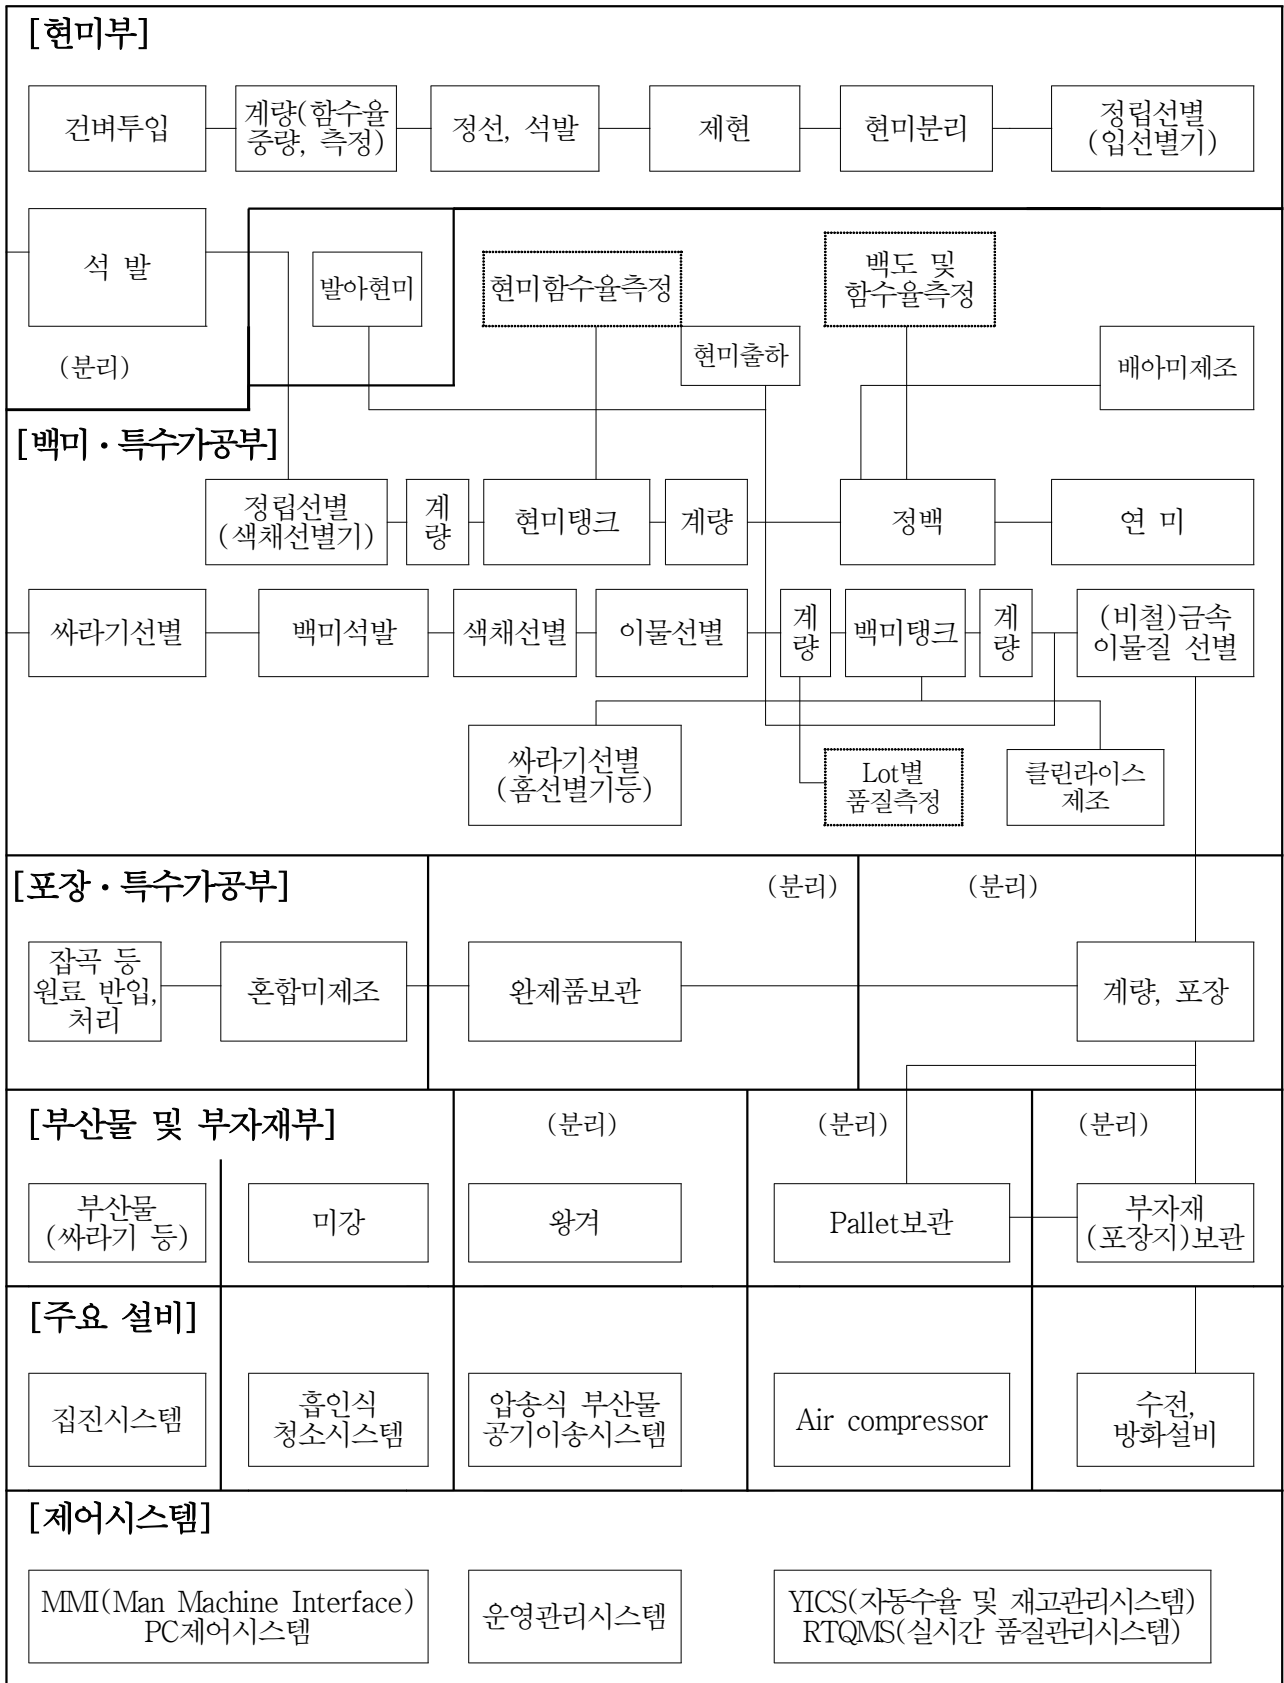 [현미부]
건벼투입
계량(함수율
중량, 측정)
정선, 석발
제현
현미분리
정립선별
(입선별기)
석 발
(분리)
발아현미
현미함수율측정
현미출하
백도 및
함수율측정
배아미제조
[백미・특수가공부]
정립선별
(색채선별기)
계
량
현미탱크
계량
정백
연 미
싸라기선별
백미석발
색채선별
이물선별
계
량
백미탱크
계
량
(비철)금속
이물질 선별
싸라기선별
(홈선별기등)
Lot별
품질측정
클린라이스
제조
[포장・특수가공부]
(분리)
(분리)
잡곡 등
원료 반입,
처리
혼합미제조
완제품보관
계량, 포장
[부산물 및 부자재부]
(분리)
(분리)
(분리)
부산물
(싸라기 등)
미강
왕겨
Pallet보관
부자재
(포장지)보관
[주요 설비]
집진시스템
흡인식
청소시스템
압송식 부산물
공기이송시스템
Air compressor
수전,
방화설비
[제어시스템]
MMI(Man Machine Interface)
PC제어시스템
운영관리시스템
YICS(자동수율 및 재고관리시스템)
RTQMS(실시간 품질관리시스템)